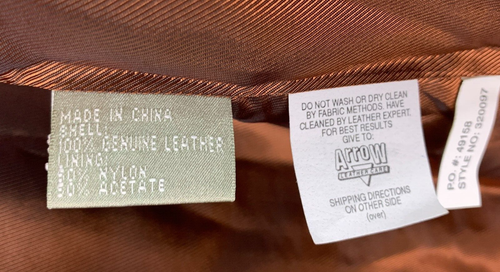 MADE IN CHINA
SHELL:
100% GENUINE LEATHER
LINING:
50% NYLON
50% ACETATE
DO NOT WASH OR DRY CLEAN
BY FABRIC METHODS. HAVE
CLEANED BY LEATHER EXPERT.
FOR BEST RESULTS
GIVE TO:
ARROW
SHIPPING DIRECTIONS
ON OTHER SIDE
(over)
P.O. #: 49158
STYLE NO: 320097